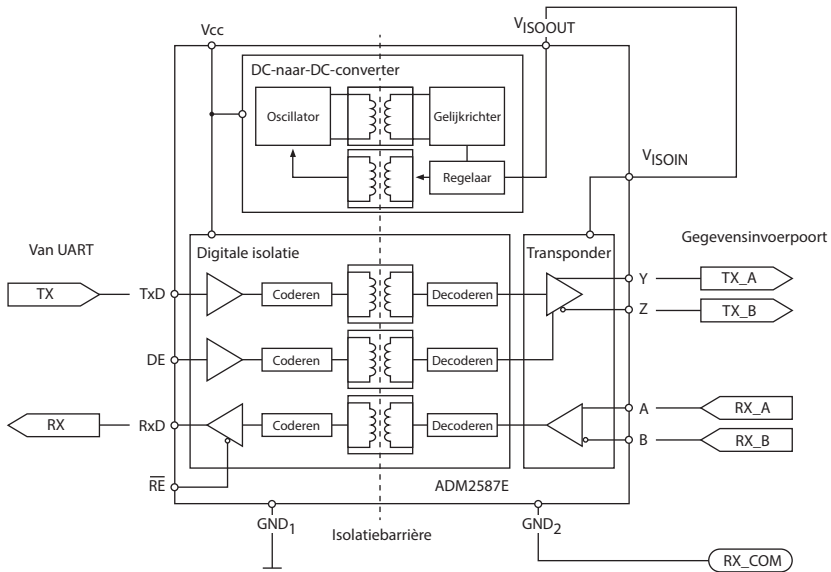 Vcc
VISOOUT
DC-naar-DC-converter
Oscillator
Gelijkrichter
Regelaar
VISOIN
Van UART
Digitale isolatie
Transponder
Gegevensinvoerpoort
TX
TxD
Coderen
Decoderen
Y
TX_A
Z
TX_B
DE
Coderen
Decoderen
RX
RxD
Coderen
Decoderen
A
RX_A
B
RX_B
RE
ADM2587E
GND1
Isolatiebarrière
GND2
RX_COM